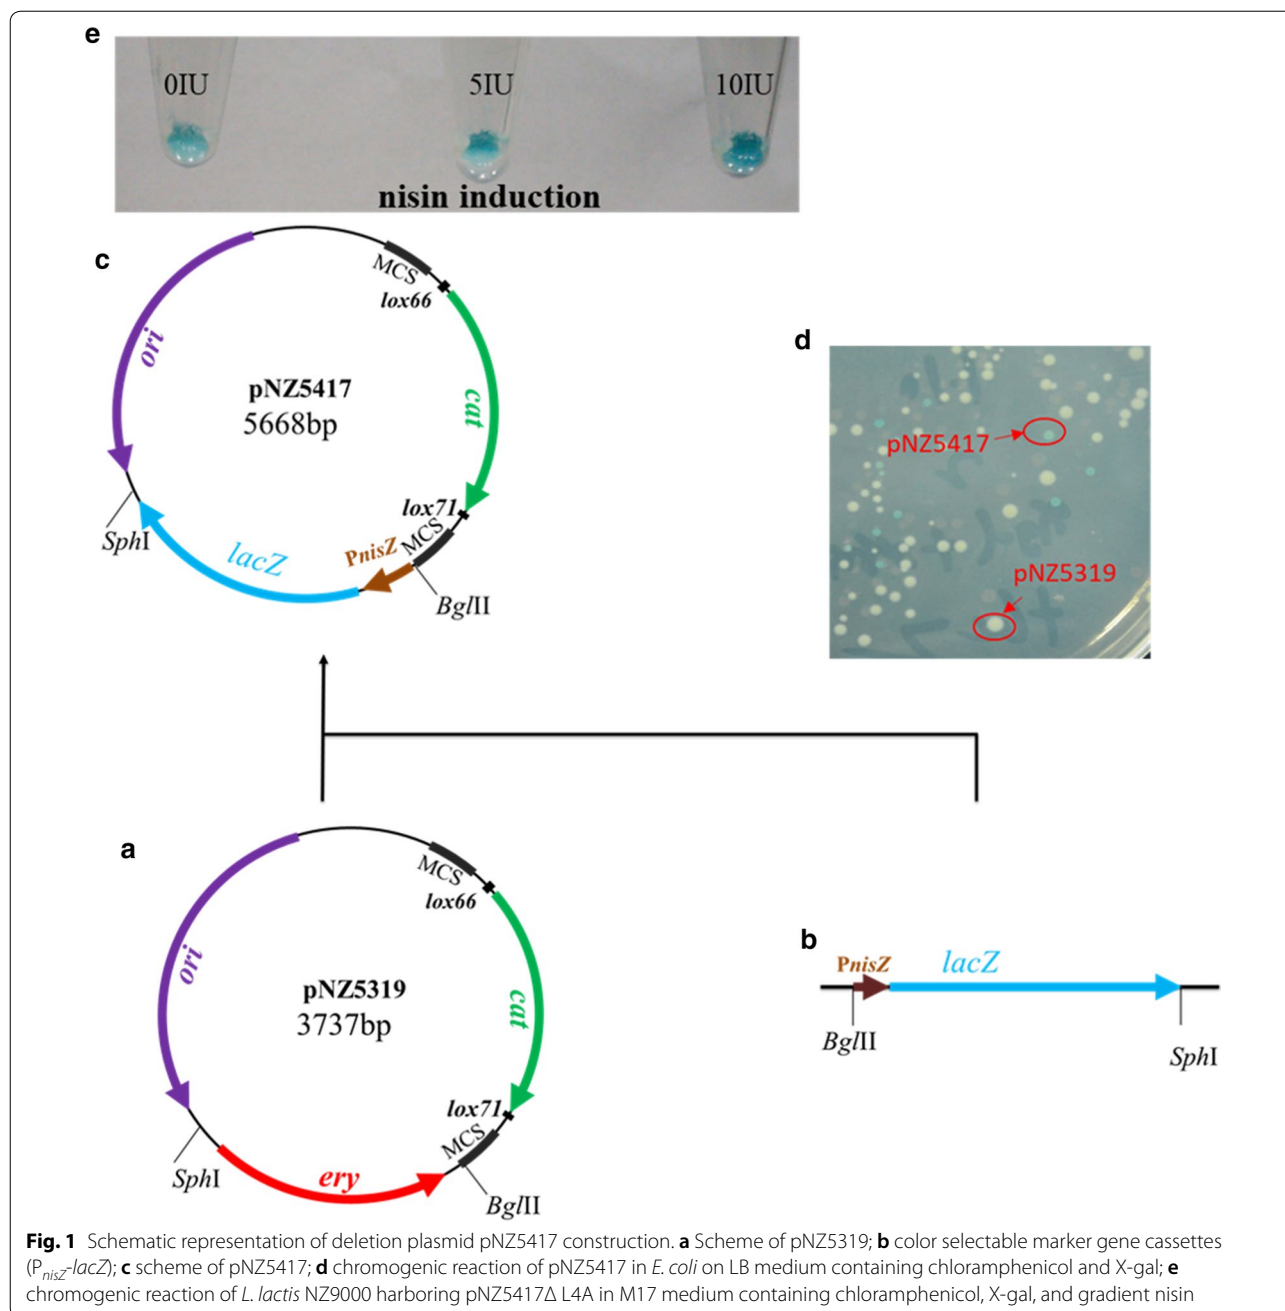 e
0IU 5IU 10IU
nisin induction
c
MCS
lox66
ori
pNZ5417
5668bp
cat
lox71
MCS
PnisZ
lacZ
SphI
BglII
d
pNZ5417
pNZ5319
a
MCS
lox66
ori
pNZ5319
3737bp
cat
lox71
MCS
SphI
ery
BglII
b
PnisZ lacZ
BglII
SphI
Fig. 1 Schematic representation of deletion plasmid pNZ5417 construction. a Scheme of pNZ5319; b color selectable marker gene cassettes
(PnisZ-lacZ); c scheme of pNZ5417; d chromogenic reaction of pNZ5417 in E. coli on LB medium containing chloramphenicol and X-gal; e
chromogenic reaction of L. lactis NZ9000 harboring pNZ5417Δ L4A in M17 medium containing chloramphenicol, X-gal, and gradient nisin